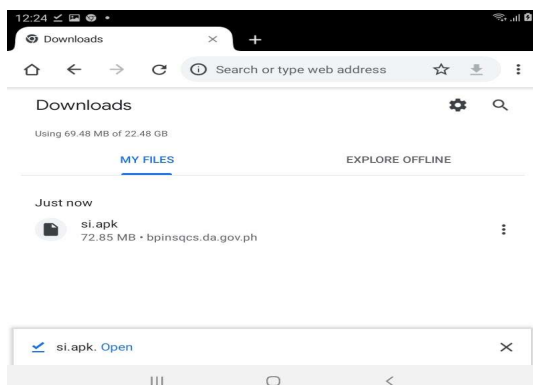 12:24
Downloads
Search or type web address
Downloads
Using 69.48 MB of 22.48 GB
MY FILES
EXPLORE OFFLINE
Just now
si.apk
72.85 MB • bpinsqcs.da.gov.ph
si.apk. Open